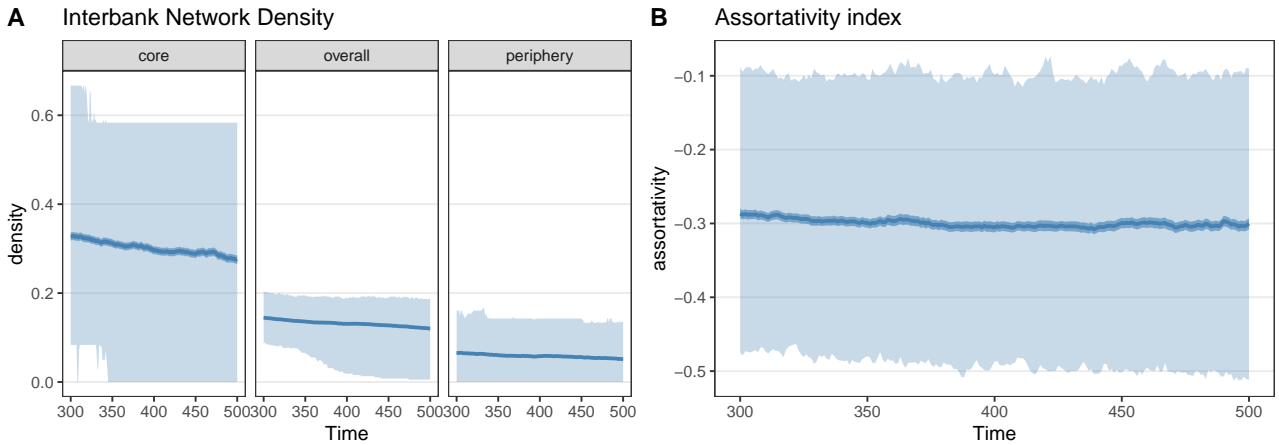 A Interbank Network Density
core overall periphery
density
0.6
0.4
0.2
0.0
300 350 400 450 500 300 350 400 450 500 300 350 400 450 500
Time
B Assortativity index
assortativity
−0.1
−0.2
−0.3
−0.4
−0.5
300 350 400 450 500
Time